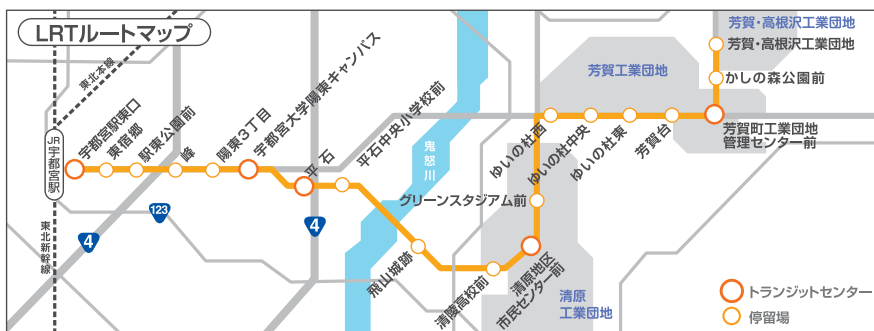 LRTルートマップ
東北本線
JR宇都宮駅
東北新幹線
宇都宮駅東口
東宿郷
駅東公園前
峰
陽東3丁目
宇都宮大学陽東キャンパス
平石
平石中央小学校前
123
4
4
鬼怒川
飛山城跡
清陵高校前
清原地区
市民センター前
グリーンスタジアム前
清原
工業団地
ゆいの杜西
ゆいの杜中央
ゆいの杜東
芳賀台
芳賀工業団地
芳賀町工業団地
管理センター前
かしの森公園前
芳賀・高根沢工業団地
芳賀・高根沢工業団地
トランジットセンター
停留場